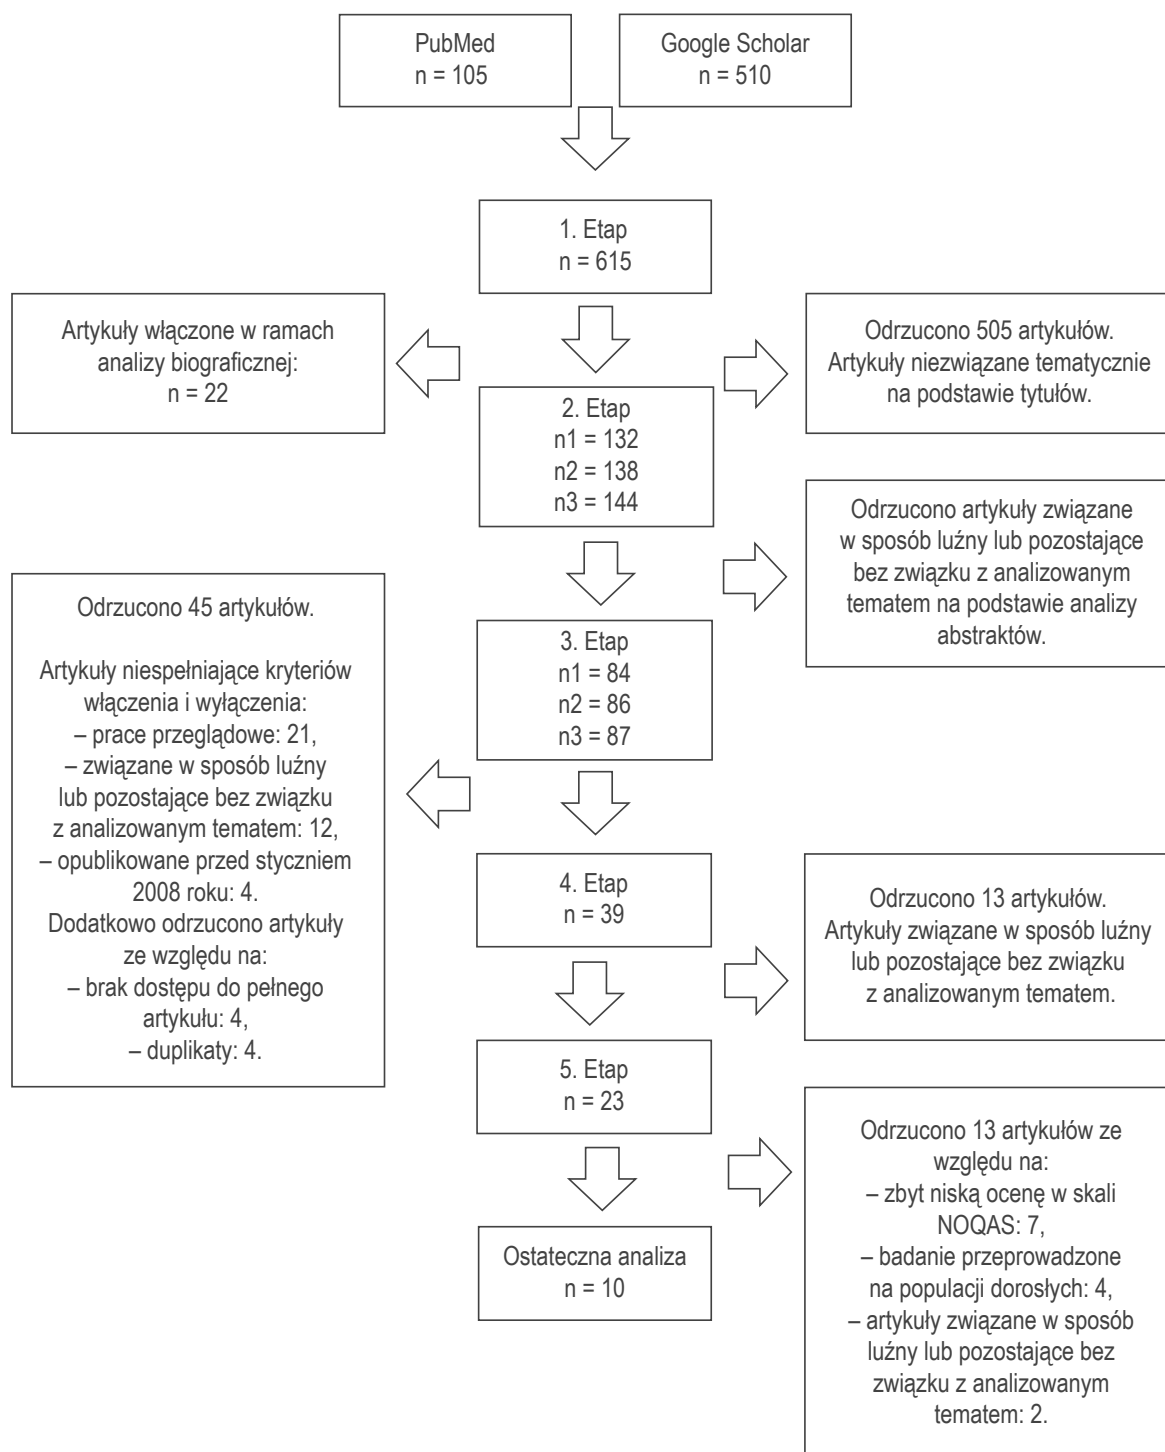 PubMed
n = 105
Google Scholar
n = 510
1. Etap
n = 615
Artykuły włączone w ramach
analizy biograficznej:
n = 22
Odrzucono 505 artykułów.
Artykuły niezwiązane tematycznie
na podstawie tytułów.
2. Etap
n1 = 132
n2 = 138
n3 = 144
Odrzucono artykuły związane
w sposób luźny lub pozostające
bez związku z analizowanym
tematem na podstawie analizy
abstraktów.
3. Etap
n1 = 84
n2 = 86
n3 = 87
Odrzucono 45 artykułów.
Artykuły niespełniające kryteriów
włączenia i wyłączenia:
– prace przeglądowe: 21,
– związane w sposób luźny
lub pozostające bez związku
z analizowanym tematem: 12,
– opublikowane przed styczniem
2008 roku: 4.
Dodatkowo odrzucono artykuły
ze względu na:
– brak dostępu do pełnego
artykułu: 4,
– duplikaty: 4.
4. Etap
n = 39
Odrzucono 13 artykułów.
Artykuły związane w sposób luźny
lub pozostające bez związku
z analizowanym tematem.
5. Etap
n = 23
Odrzucono 13 artykułów ze
względu na:
– zbyt niską ocenę w skali
NOQAS: 7,
– badanie przeprowadzone
na populacji dorosłych: 4,
– artykuły związane w sposób
luźny lub pozostające bez
związku z analizowanym
tematem: 2.
Ostateczna analiza
n = 10